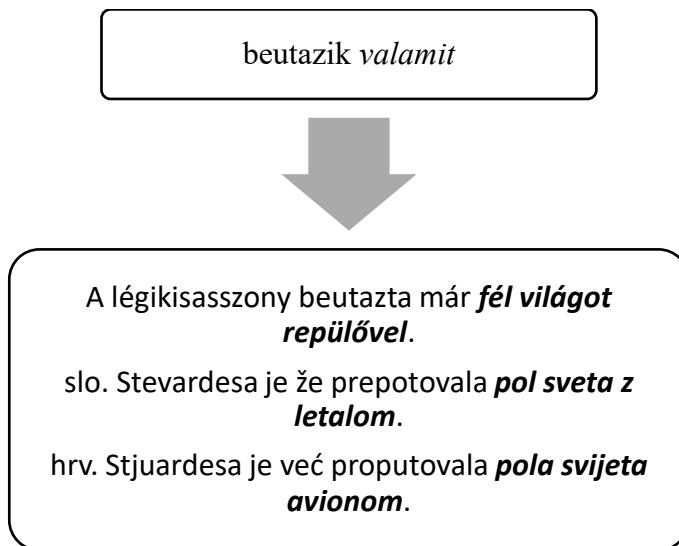 beutazik valamit
A légikisasszony beutazta már fél világot
repülővel.
slo. Stevardesa je že prepotovala pol sveta z
letalom.
hrv. Stjuardesa je već proputovala pola svijeta
avionom.